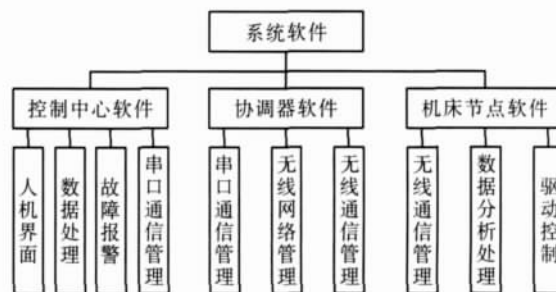 系统软件
控制中心软件
协调器软件
机床节点软件
人机界面
数据处理
故障报警
串口通信管理
串口通信管理
无线网络管理
无线通信管理
无线通信管理
数据分析处理
驱动控制